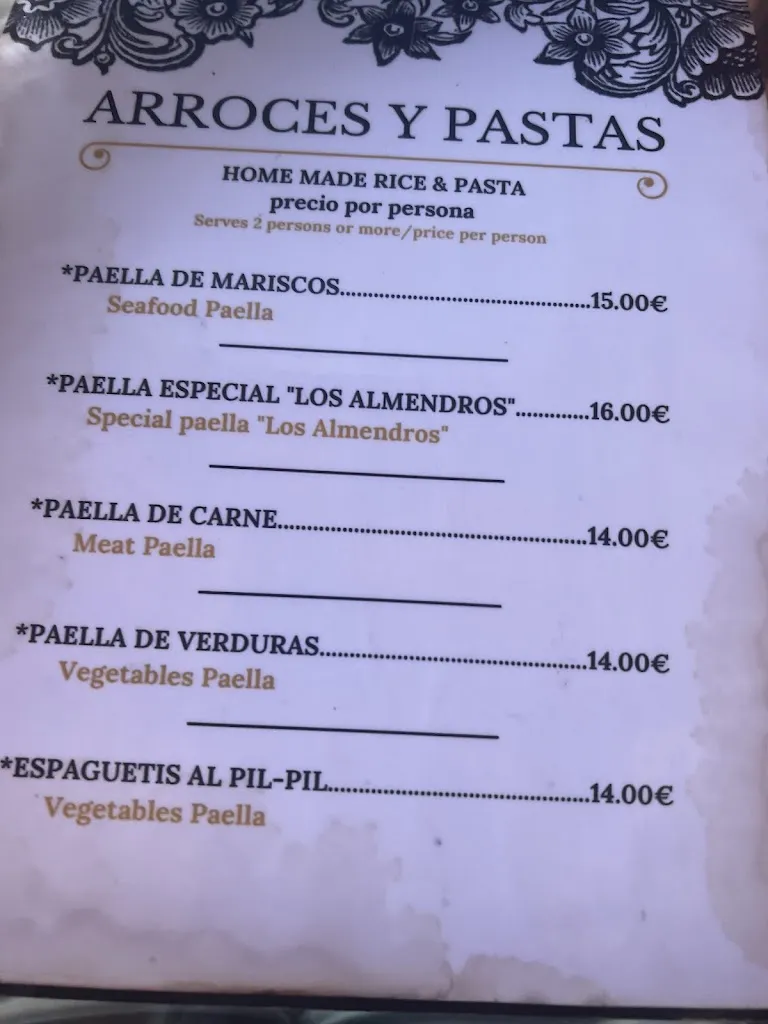 ARROCES Y PASTAS
HOME MADE RICE & PASTA
precio por persona
Serves 2 persons or more/price per person
*PAELLA DE MARISCOS..........................................15.00€
Seafood Paella
*PAELLA ESPECIAL "LOS ALMENDROS".............16.00€
Special paella "Los Almendros"
*PAELLA DE CARNE....................................................14.00€
Meat Paella
*PAELLA DE VERDURAS.............................................14.00€
Vegetables Paella
*ESPAGUETIS AL PIL-PIL............................................14.00€
Vegetables Paella